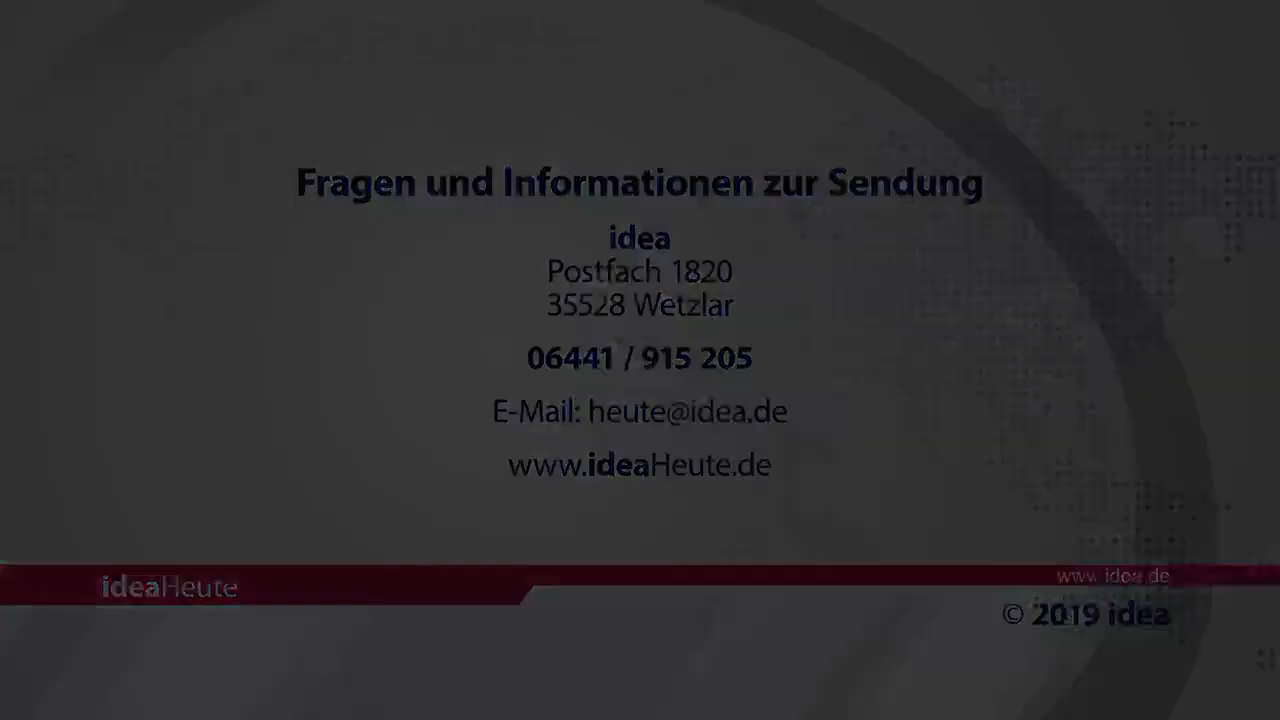 Fragen und Informationen zur Sendung
idea
Postfach 1820
35528 Wetzlar
06441 / 915 205
E-Mail: heute@idea.de
www.ideaHeute.de
ideaHeute
www.idea.de
© 2019 idea